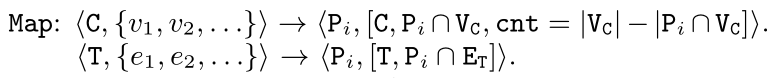 Map: ⟨C, {v₁, v₂, …}⟩ → ⟨Pᵢ, [C, Pᵢ ∩ V_C, cnt = |V_C| − |Pᵢ ∩ V_C]⟩.
⟨T, {e₁, e₂, …}⟩ → ⟨Pᵢ, [T, Pᵢ ∩ E_T]⟩.